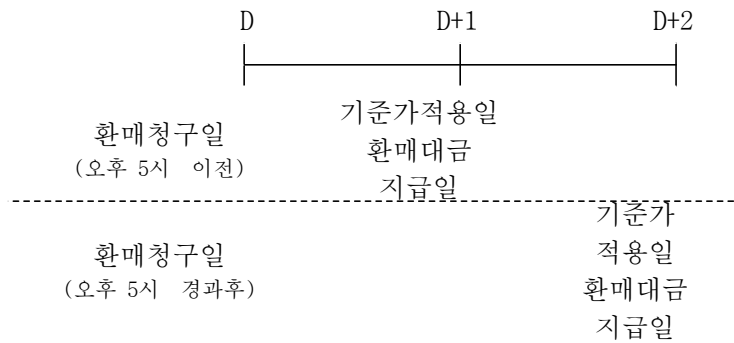 D D+1 D+2
환매청구일
(오후 5시 이전)
기준가적용일
환매대금
지급일
환매청구일
(오후 5시 경과후)
기준가
적용일
환매대금
지급일